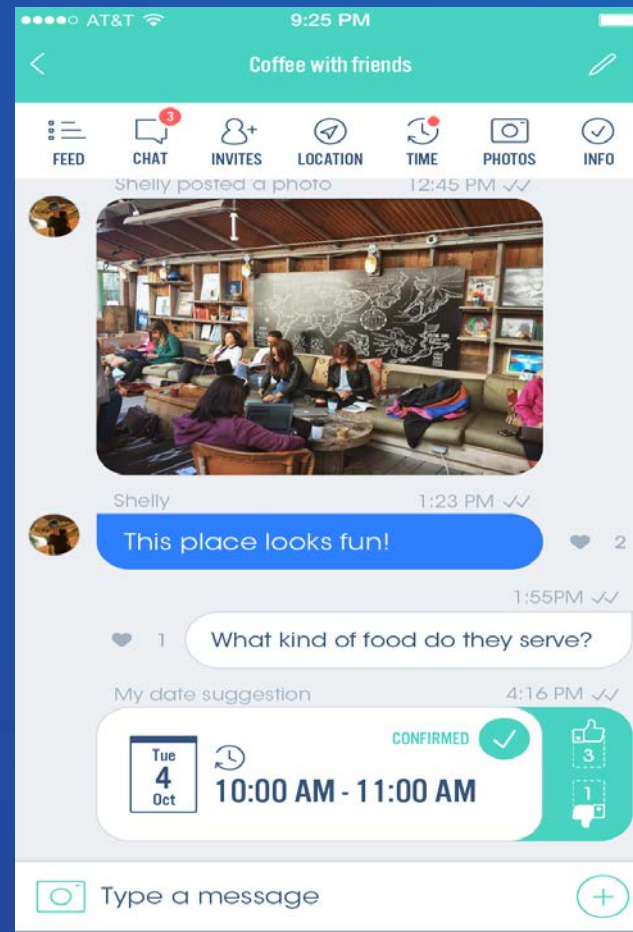 AT&T 9:25 PM
Coffee with friends
3
FEED CHAT INVITES LOCATION TIME PHOTOS INFO
Shelly posted a photo 12:45 PM
Shelly 1:23 PM
This place looks fun! 2
1:55PM
1 What kind of food do they serve?
My date suggestion 4:16 PM
CONFIRMED
Tue
4
Oct
10:00 AM - 11:00 AM
3
1
Type a message